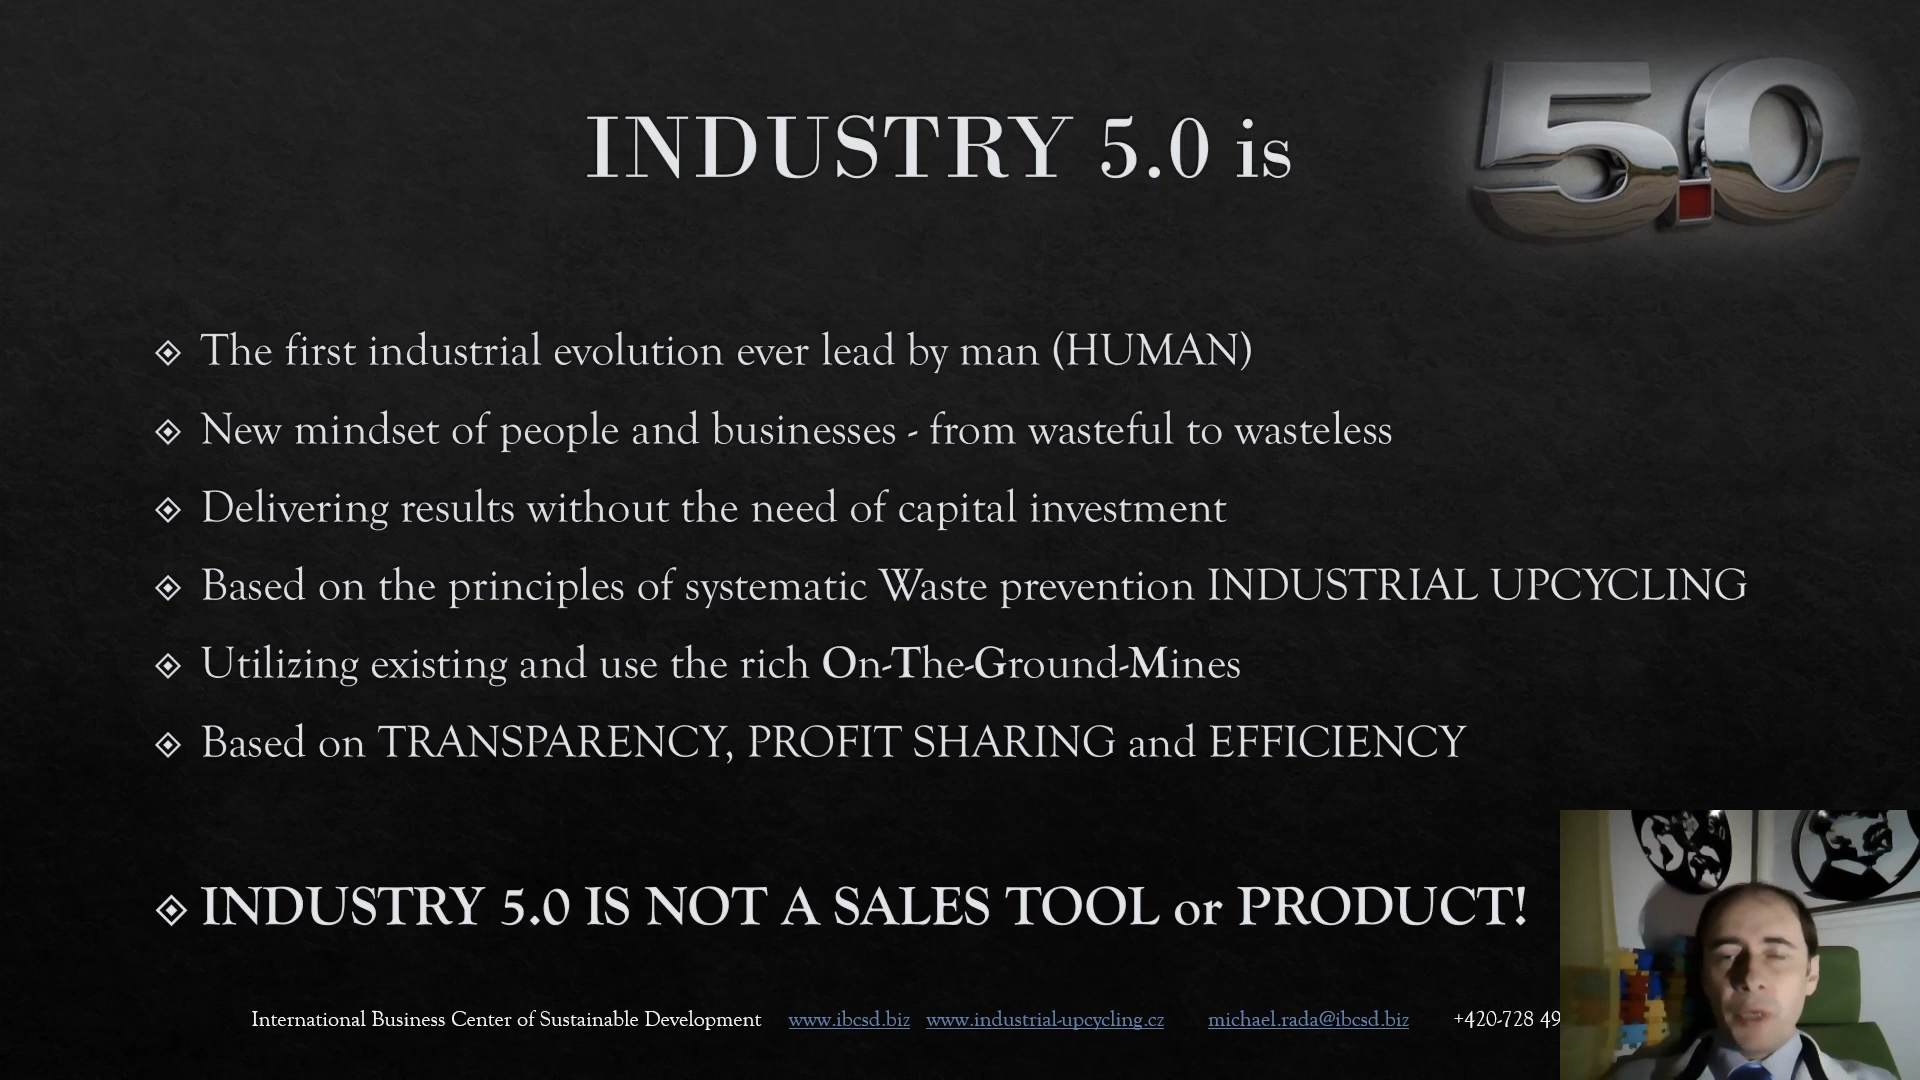 5.0
INDUSTRY 5.0 is
The first industrial evolution ever lead by man (HUMAN)
New mindset of people and businesses - from wasteful to wasteless
Delivering results without the need of capital investment
Based on the principles of systematic Waste prevention INDUSTRIAL UPCYCLING
Utilizing existing and use the rich On-The-Ground-Mines
Based on TRANSPARENCY, PROFIT SHARING and EFFICIENCY
INDUSTRY 5.0 IS NOT A SALES TOOL or PRODUCT!
International Business Center of Sustainable Development www.ibcsd.biz www.industrial-upcycling.cz michael.rada@ibcsd.biz +420-728 49